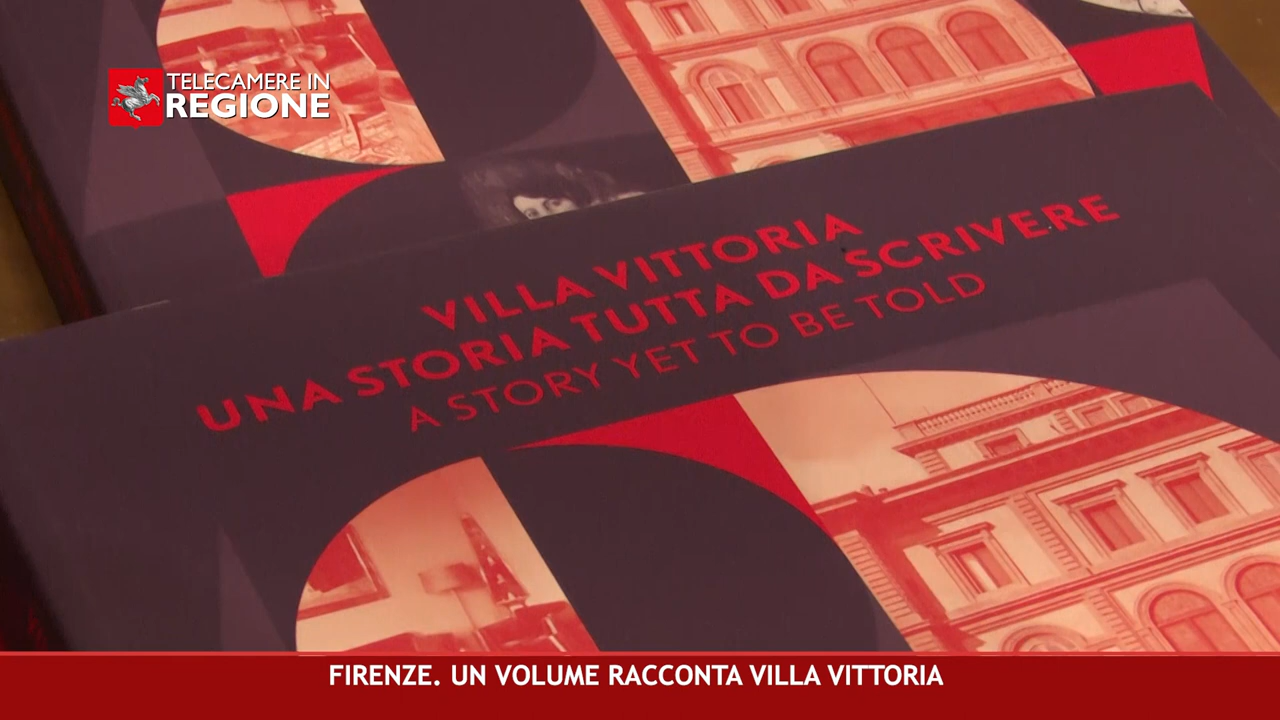 TELECAMERE IN
REGIONE
VILLA VITTORIA
UNA STORIA TUTTA DA SCRIVERE
A STORY YET TO BE TOLD
FIRENZE. UN VOLUME RACCONTA VILLA VITTORIA